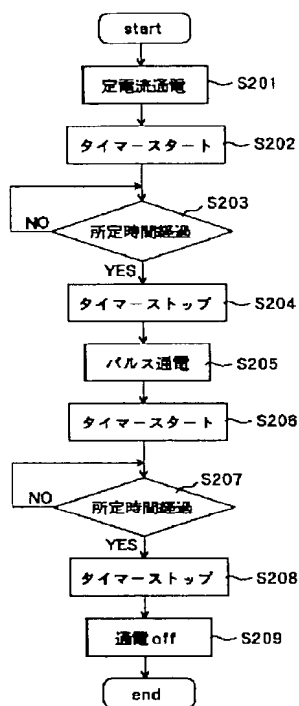 start
定電流通電
S201
タイマースタート
S202
S203
所定時間経過
NO
YES
タイマーストップ
S204
パルス通電
S205
タイマースタート
S206
S207
所定時間経過
NO
YES
タイマーストップ
S208
通電off
S209
end